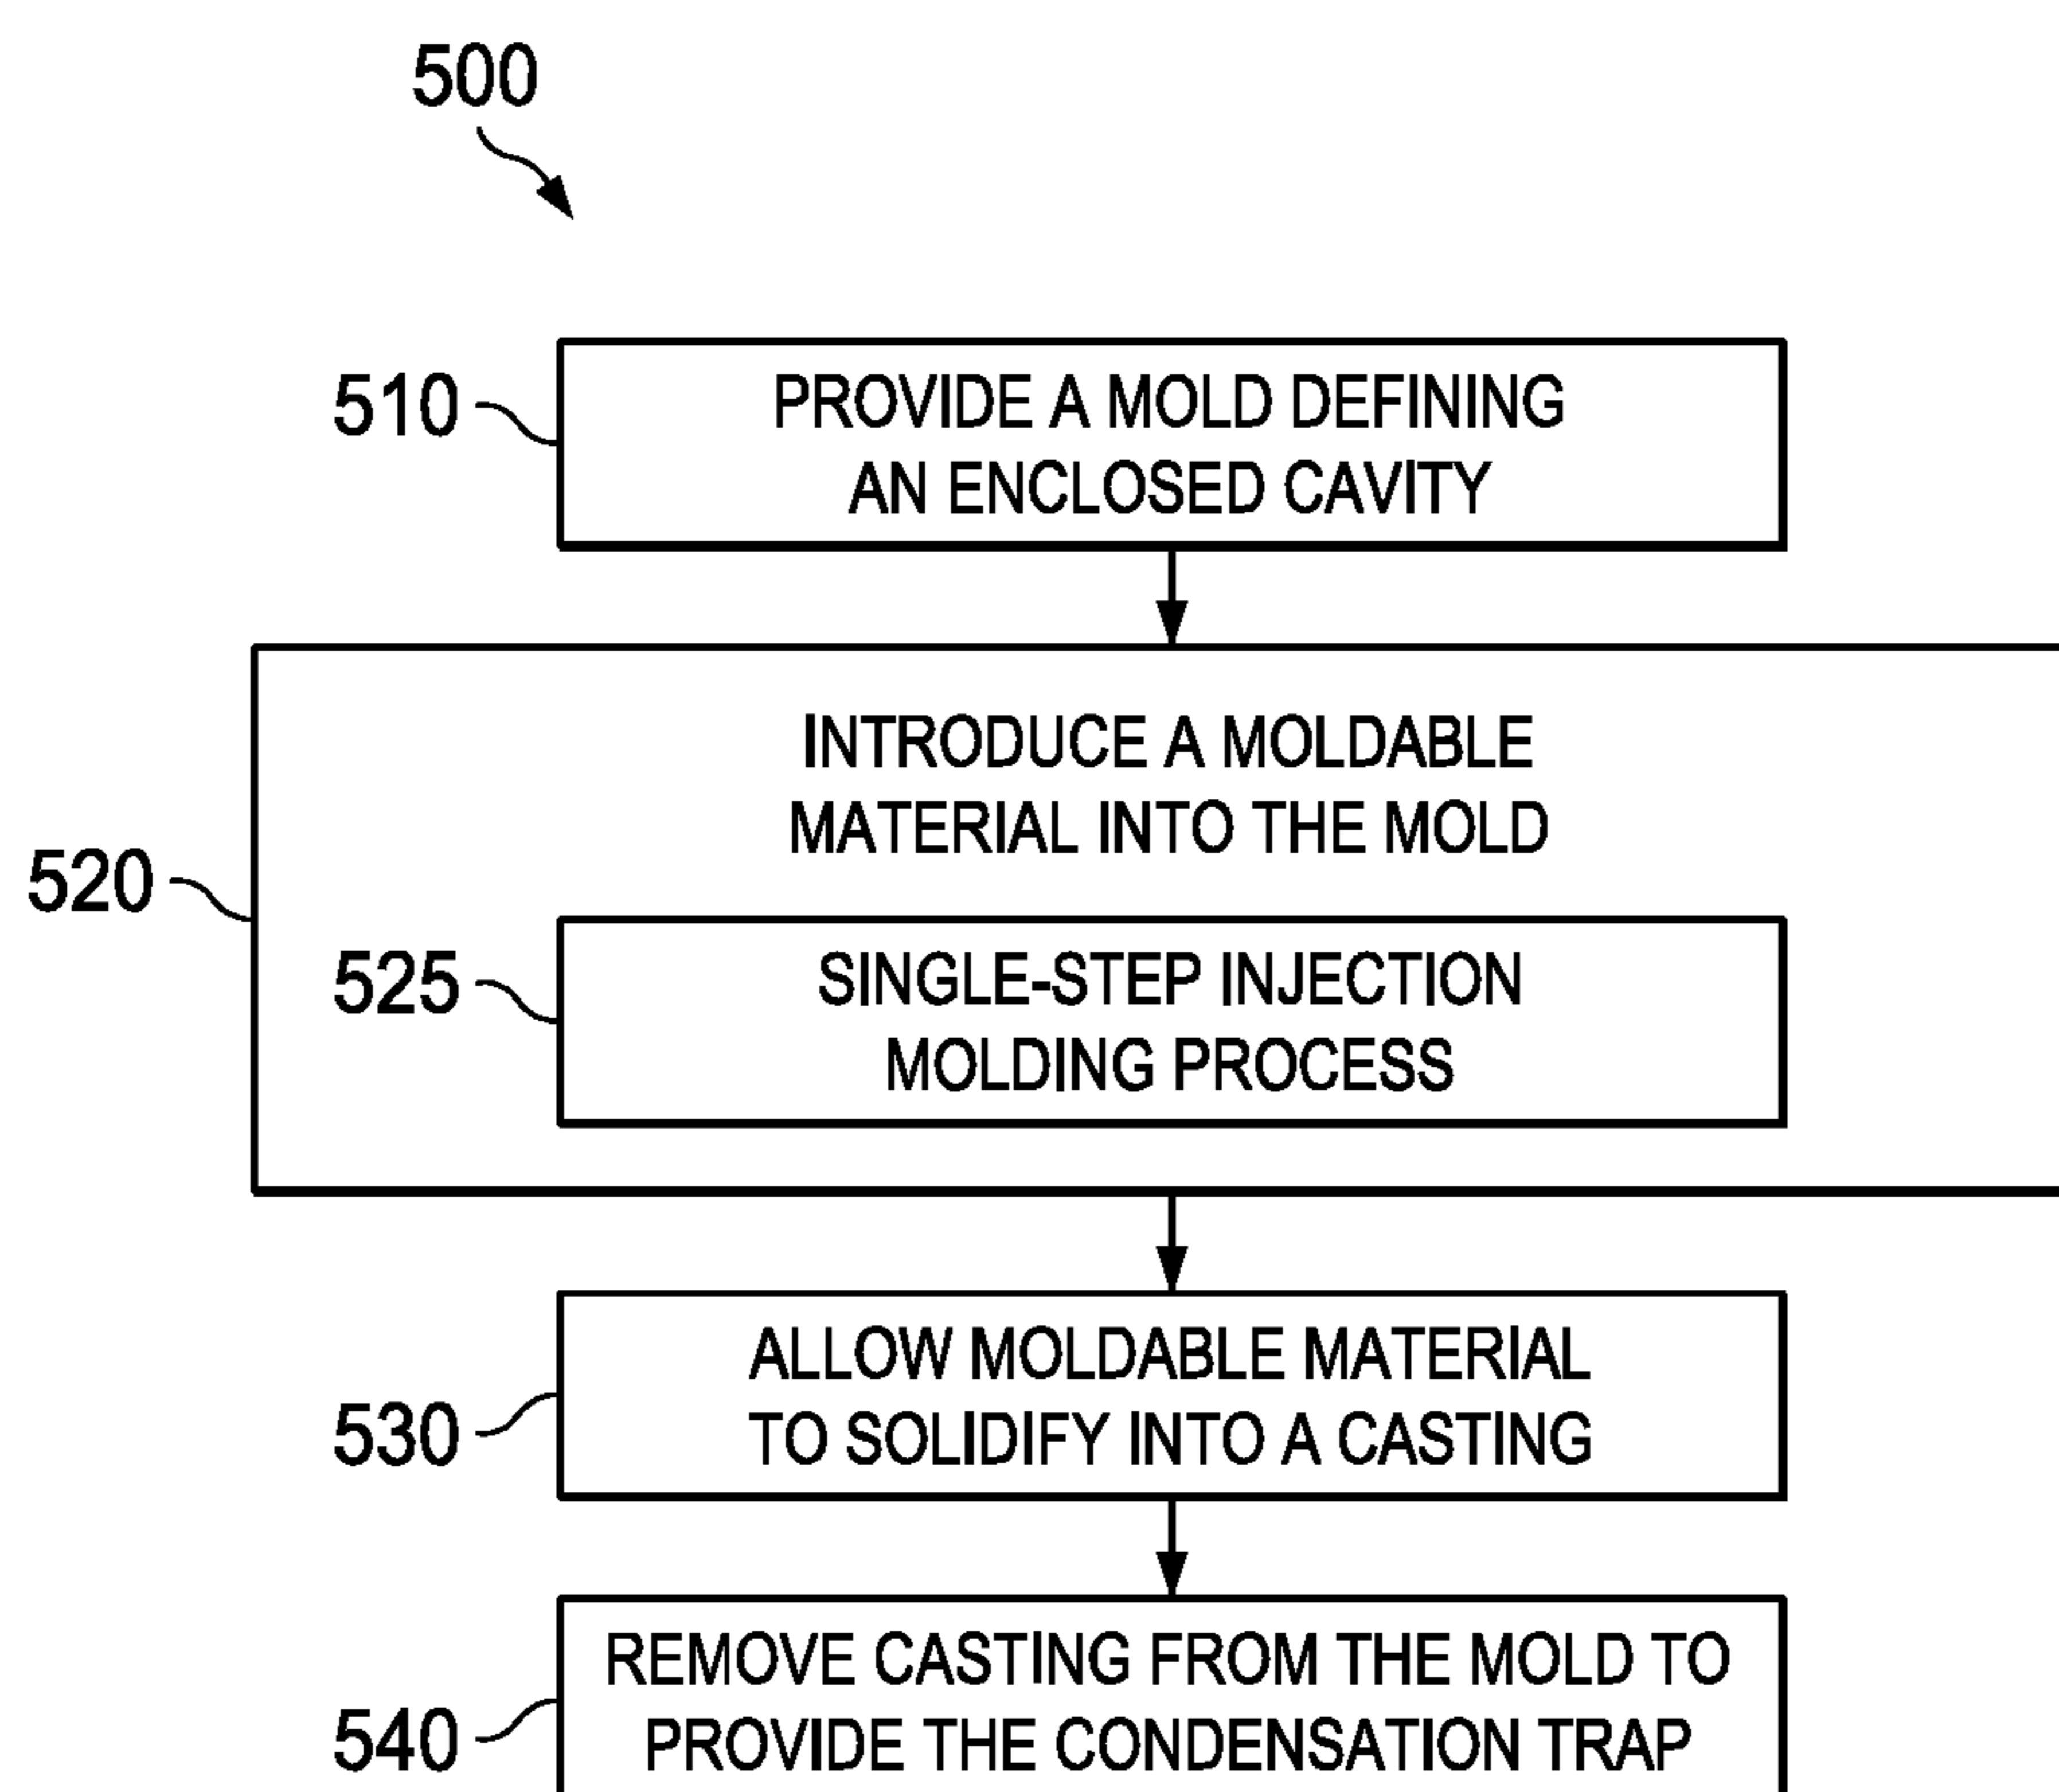 500
510
PROVIDE A MOLD DEFINING
AN ENCLOSED CAVITY
INTRODUCE A MOLDABLE
MATERIAL INTO THE MOLD
520
525
SINGLE-STEP INJECTION
MOLDING PROCESS
530
ALLOW MOLDABLE MATERIAL
TO SOLIDIFY INTO A CASTING
540
REMOVE CASTING FROM THE MOLD TO
PROVIDE THE CONDENSATION TRAP